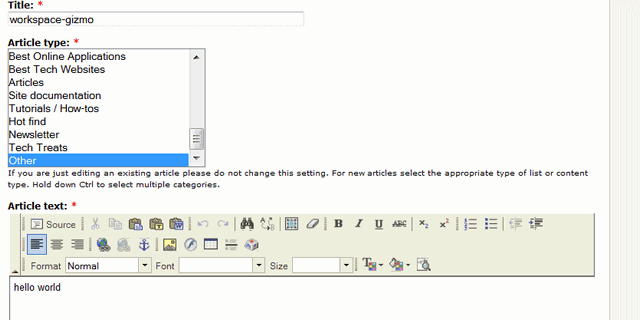 Title: *
workspace-gizmo
Article type: *
Best Online Applications
Best Tech Websites
Articles
Site documentation
Tutorials / How-tos
Hot find
Newsletter
Tech Treats
Other
If you are just editing an existing article please do not change this setting. For new articles select the appropriate type of list or content
type. Hold down Ctrl to select multiple categories.
Article text: *
Source B I U ABC x₂ x²
Format Normal Font Size
hello world